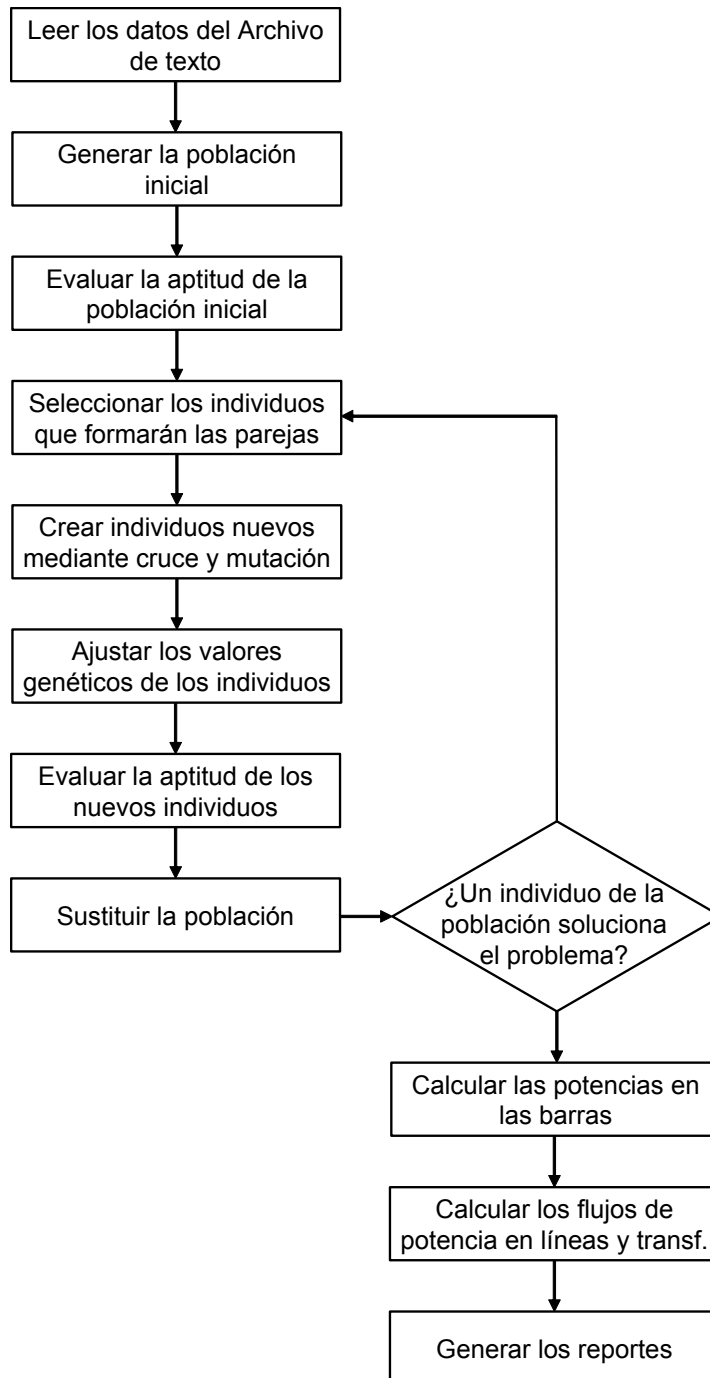 Leer los datos del Archivo
de texto
Generar la población
inicial
Evaluar la aptitud de la
población inicial
Seleccionar los individuos
que formarán las parejas
Crear individuos nuevos
mediante cruce y mutación
Ajustar los valores
genéticos de los individuos
Evaluar la aptitud de los
nuevos individuos
Sustituir la población
¿Un individuo de la
población soluciona
el problema?
Calcular las potencias en
las barras
Calcular los flujos de
potencia en líneas y transf.
Generar los reportes